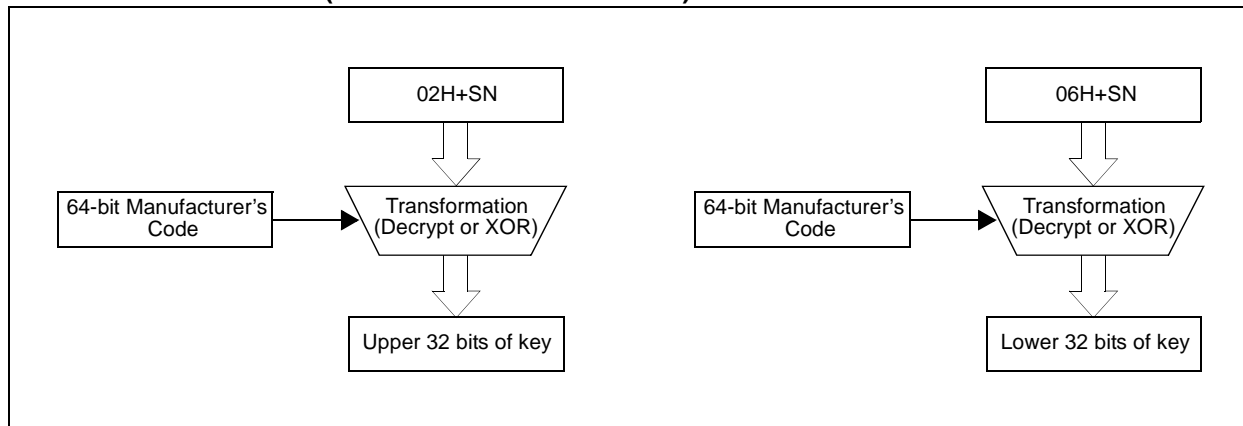 02H+SN
64-bit Manufacturer's
Code
Transformation
(Decrypt or XOR)
Upper 32 bits of key
06H+SN
64-bit Manufacturer's
Code
Transformation
(Decrypt or XOR)
Lower 32 bits of key